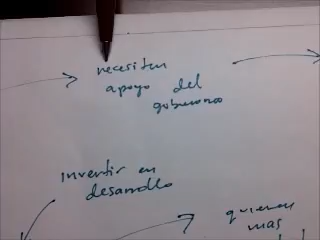 necesitan
apoyo del
gobierno
invertir en
desarrollo
quieren
mas